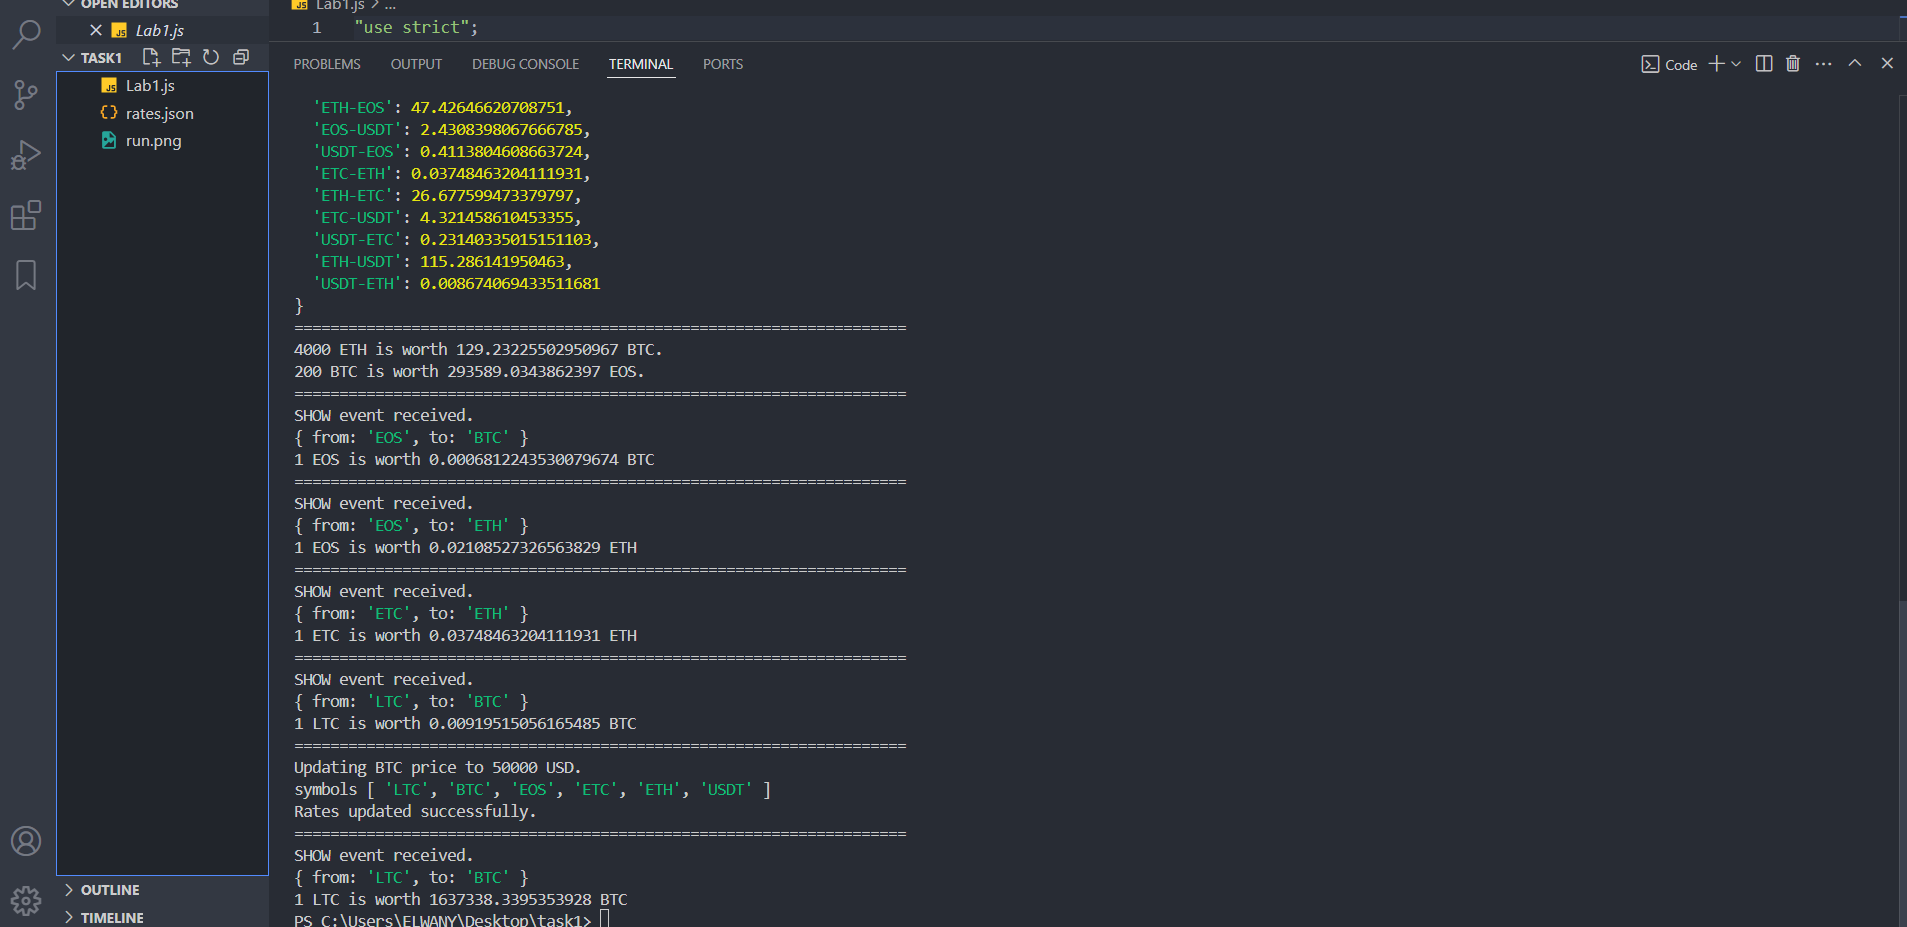 OPEN EDITORS
Lab1.js
TASK1
Lab1.js
rates.json
run.png
OUTLINE
TIMELINE
Lab1.js > ...
1 "use strict";
PROBLEMS OUTPUT DEBUG CONSOLE TERMINAL PORTS
Code
'ETH-EOS': 47.42646620708751,
'EOS-USDT': 2.4308398067666785,
'USDT-EOS': 0.4113804608663724,
'ETC-ETH': 0.03748463204111931,
'ETH-ETC': 26.677599473379797,
'ETC-USDT': 4.321458610453355,
'USDT-ETC': 0.23140335015151103,
'ETH-USDT': 115.286141950463,
'USDT-ETH': 0.008674069433511681
}
====================================================================
4000 ETH is worth 129.23225502950967 BTC.
200 BTC is worth 293589.0343862397 EOS.
====================================================================
SHOW event received.
{ from: 'EOS', to: 'BTC' }
1 EOS is worth 0.0006812243530079674 BTC
====================================================================
SHOW event received.
{ from: 'EOS', to: 'ETH' }
1 EOS is worth 0.02108527326563829 ETH
====================================================================
SHOW event received.
{ from: 'ETC', to: 'ETH' }
1 ETC is worth 0.03748463204111931 ETH
====================================================================
SHOW event received.
{ from: 'LTC', to: 'BTC' }
1 LTC is worth 0.00919515056165485 BTC
====================================================================
Updating BTC price to 50000 USD.
symbols [ 'LTC', 'BTC', 'EOS', 'ETC', 'ETH', 'USDT' ]
Rates updated successfully.
====================================================================
SHOW event received.
{ from: 'LTC', to: 'BTC' }
1 LTC is worth 1637338.3395353928 BTC
PS C:\Users\ELWANY\Desktop\task1>